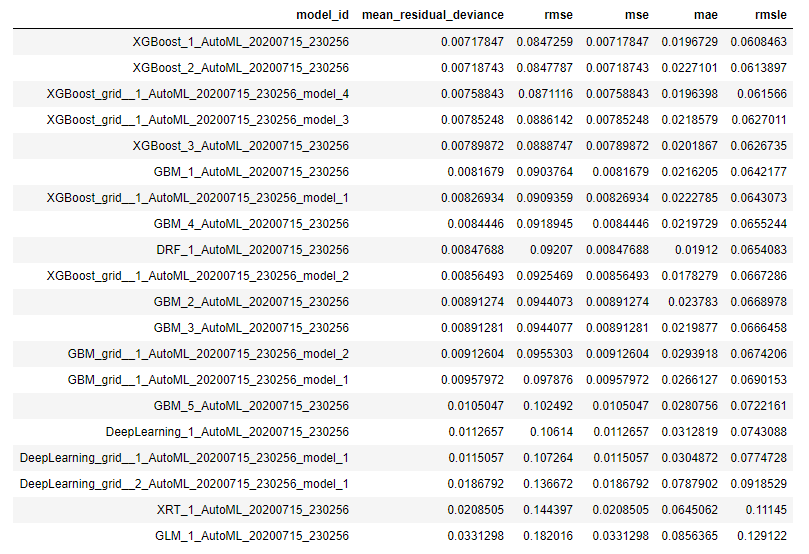 model_id mean_residual_deviance rmse mse mae rmsle
XGBoost_1_AutoML_20200715_230256 0.00717847 0.0847259 0.00717847 0.0196729 0.0608463
XGBoost_2_AutoML_20200715_230256 0.00718743 0.0847787 0.00718743 0.0227101 0.0613897
XGBoost_grid__1_AutoML_20200715_230256_model_4 0.00758843 0.0871116 0.00758843 0.0196398 0.061566
XGBoost_grid__1_AutoML_20200715_230256_model_3 0.00785248 0.0886142 0.00785248 0.0218579 0.0627011
XGBoost_3_AutoML_20200715_230256 0.00789872 0.0888747 0.00789872 0.0201867 0.0626735
GBM_1_AutoML_20200715_230256 0.0081679 0.0903764 0.0081679 0.0216205 0.0642177
XGBoost_grid__1_AutoML_20200715_230256_model_1 0.00826934 0.0909359 0.00826934 0.0222785 0.0643073
GBM_4_AutoML_20200715_230256 0.0084446 0.0918945 0.0084446 0.0219729 0.0655244
DRF_1_AutoML_20200715_230256 0.00847688 0.09207 0.00847688 0.01912 0.0654083
XGBoost_grid__1_AutoML_20200715_230256_model_2 0.00856493 0.0925469 0.00856493 0.0178279 0.0667286
GBM_2_AutoML_20200715_230256 0.00891274 0.0944073 0.00891274 0.023783 0.0668978
GBM_3_AutoML_20200715_230256 0.00891281 0.0944077 0.00891281 0.0219877 0.0666458
GBM_grid__1_AutoML_20200715_230256_model_2 0.00912604 0.0955303 0.00912604 0.0293918 0.0674206
GBM_grid__1_AutoML_20200715_230256_model_1 0.00957972 0.097876 0.00957972 0.0266127 0.0690153
GBM_5_AutoML_20200715_230256 0.0105047 0.102492 0.0105047 0.0280756 0.0722161
DeepLearning_1_AutoML_20200715_230256 0.0112657 0.10614 0.0112657 0.0312819 0.0743088
DeepLearning_grid__1_AutoML_20200715_230256_model_1 0.0115057 0.107264 0.0115057 0.0304872 0.0774728
DeepLearning_grid__2_AutoML_20200715_230256_model_1 0.0186792 0.136672 0.0186792 0.0787902 0.0918529
XRT_1_AutoML_20200715_230256 0.0208505 0.144397 0.0208505 0.0645062 0.11145
GLM_1_AutoML_20200715_230256 0.0331298 0.182016 0.0331298 0.0856365 0.129122